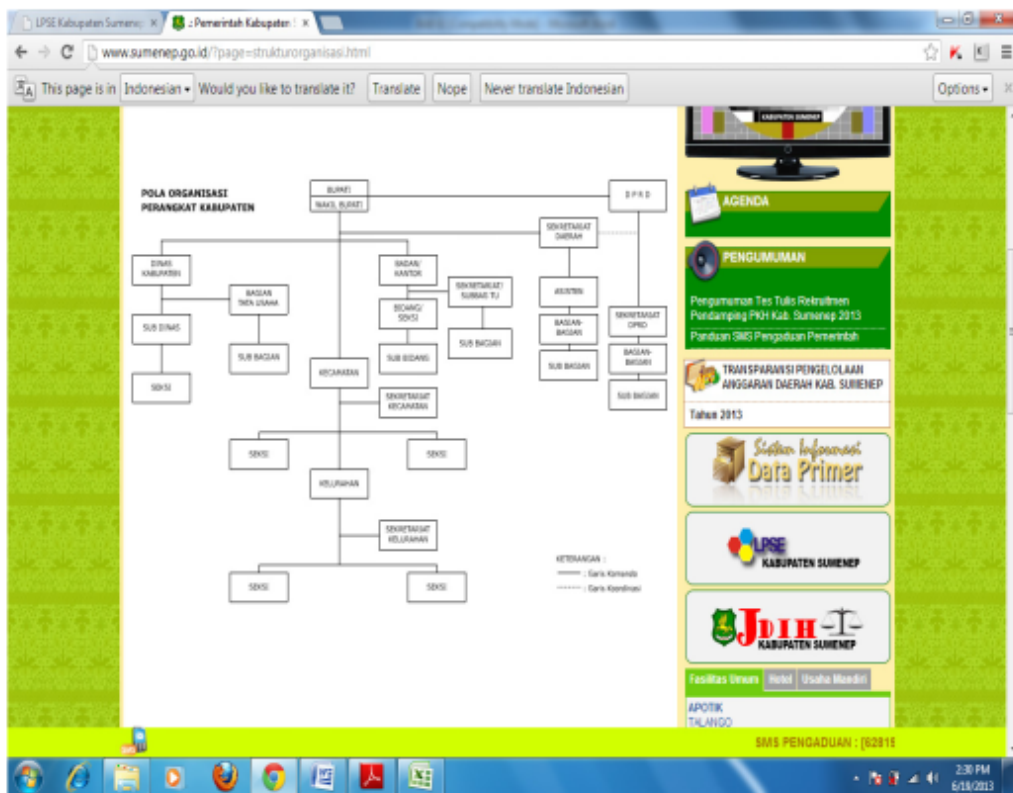 LPSE Kabupaten Sumenep
.: Pemerintah Kabupaten S
www.sumenep.go.id/?page=strukturorganisasi.html
This page is in Indonesian Would you like to translate it? Translate Nope Never translate Indonesian Options
KABUPATEN SUMENEP
POLA ORGANISASI
PERANGKAT KABUPATEN
BUPATI
WAKIL BUPATI
D P R D
SEKRETARIAT
DAERAH
DINAS
KABUPATEN
BADAN/
KANTOR
BAGIAN
TATA USAHA
SEKRETARIAT/
SUBBAG TU
ASISTEN
BIDANG/
SEKSI
SUB DINAS
BAGIAN-
BAGIAN
SEKRETARIAT
DPRD
SUB BAGIAN
SUB BIDANG
SUB BAGIAN
SUB BAGIAN
BAGIAN-
BAGIAN
SEKSI
KECAMATAN
SUB BAGIAN
SEKRETARIAT
KECAMATAN
SEKSI
SEKSI
KELURAHAN
SEKRETARIAT
KELURAHAN
SEKSI
SEKSI
KETERANGAN :
: Garis Komando
: Garis Koordinasi
AGENDA
PENGUMUMAN
Pengumuman Tes Tulis Rekruitmen
Pendamping PKH Kab. Sumenep 2013
Panduan SMS Pengaduan Pemerintah
TRANSPARANSI PENGELOLAAN
ANGGARAN DAERAH KAB. SUMENEP
Tahun 2013
Sistem Informasi
Data Primer
LPSE
KABUPATEN SUMENEP
JDIH
KABUPATEN SUMENEP
Fasilitas Umum Hotel Usaha Mandiri
APOTIK
TALANGO
SMS
SMS PENGADUAN : [62815
2:30 PM
6/19/2013